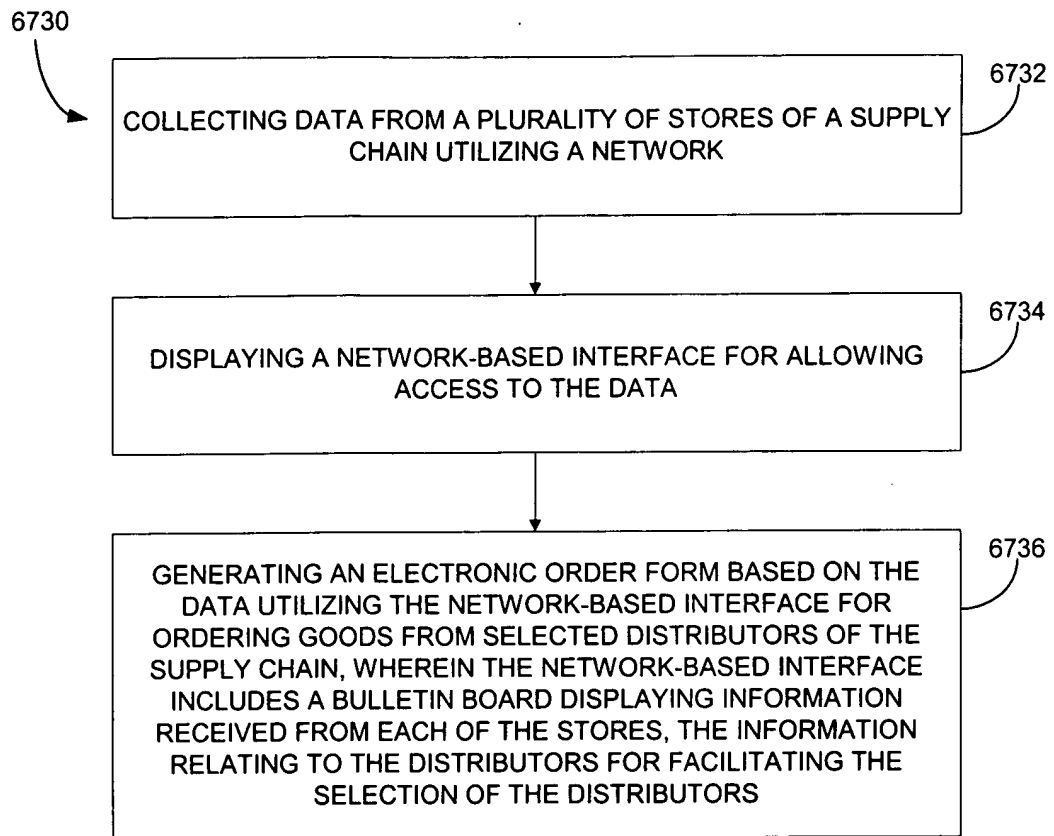 6730
6732
COLLECTING DATA FROM A PLURALITY OF STORES OF A SUPPLY
CHAIN UTILIZING A NETWORK
6734
DISPLAYING A NETWORK-BASED INTERFACE FOR ALLOWING
ACCESS TO THE DATA
6736
GENERATING AN ELECTRONIC ORDER FORM BASED ON THE
DATA UTILIZING THE NETWORK-BASED INTERFACE FOR
ORDERING GOODS FROM SELECTED DISTRIBUTORS OF THE
SUPPLY CHAIN, WHEREIN THE NETWORK-BASED INTERFACE
INCLUDES A BULLETIN BOARD DISPLAYING INFORMATION
RECEIVED FROM EACH OF THE STORES, THE INFORMATION
RELATING TO THE DISTRIBUTORS FOR FACILITATING THE
SELECTION OF THE DISTRIBUTORS